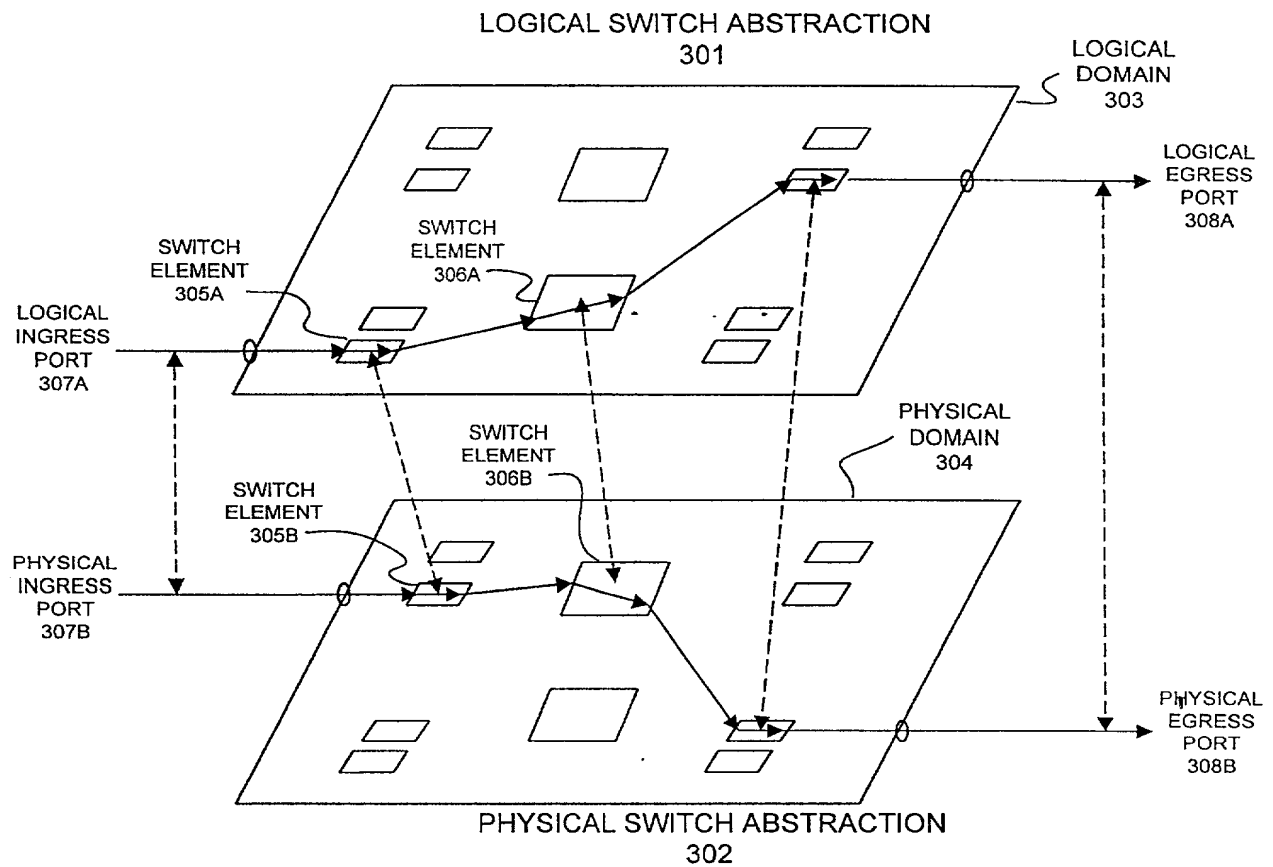 LOGICAL SWITCH ABSTRACTION
301
LOGICAL
DOMAIN
303
LOGICAL
EGRESS
PORT
308A
SWITCH
ELEMENT
306A
SWITCH
ELEMENT
305A
LOGICAL
INGRESS
PORT
307A
PHYSICAL
DOMAIN
304
SWITCH
ELEMENT
306B
SWITCH
ELEMENT
305B
PHYSICAL
INGRESS
PORT
307B
PHYSICAL
EGRESS
PORT
308B
PHYSICAL SWITCH ABSTRACTION
302